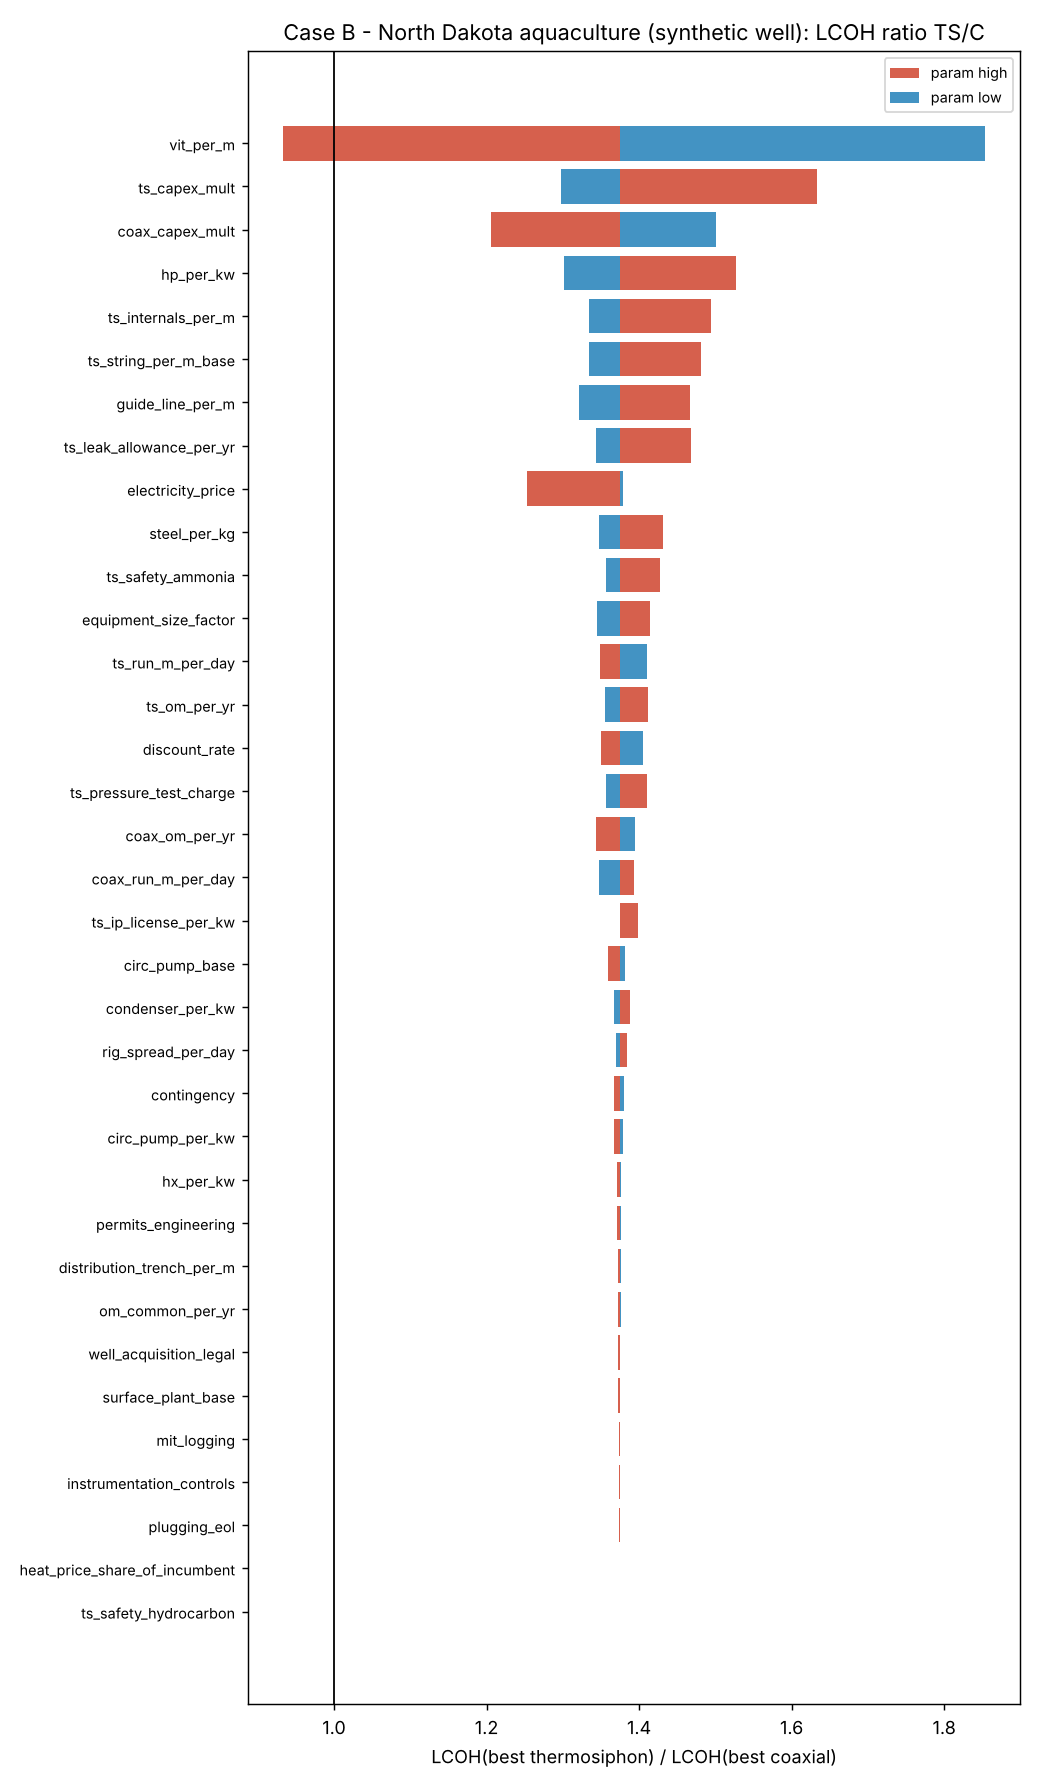 Case B - North Dakota aquaculture (synthetic well): LCOH ratio TS/C
param high
param low
vit_per_m
ts_capex_mult
coax_capex_mult
hp_per_kw
ts_internals_per_m
ts_string_per_m_base
guide_line_per_m
ts_leak_allowance_per_yr
electricity_price
steel_per_kg
ts_safety_ammonia
equipment_size_factor
ts_run_m_per_day
ts_om_per_yr
discount_rate
ts_pressure_test_charge
coax_om_per_yr
coax_run_m_per_day
ts_ip_license_per_kw
circ_pump_base
condenser_per_kw
rig_spread_per_day
contingency
circ_pump_per_kw
hx_per_kw
permits_engineering
distribution_trench_per_m
om_common_per_yr
well_acquisition_legal
surface_plant_base
mit_logging
instrumentation_controls
plugging_eol
heat_price_share_of_incumbent
ts_safety_hydrocarbon
1.0 1.2 1.4 1.6 1.8
LCOH(best thermosiphon) / LCOH(best coaxial)